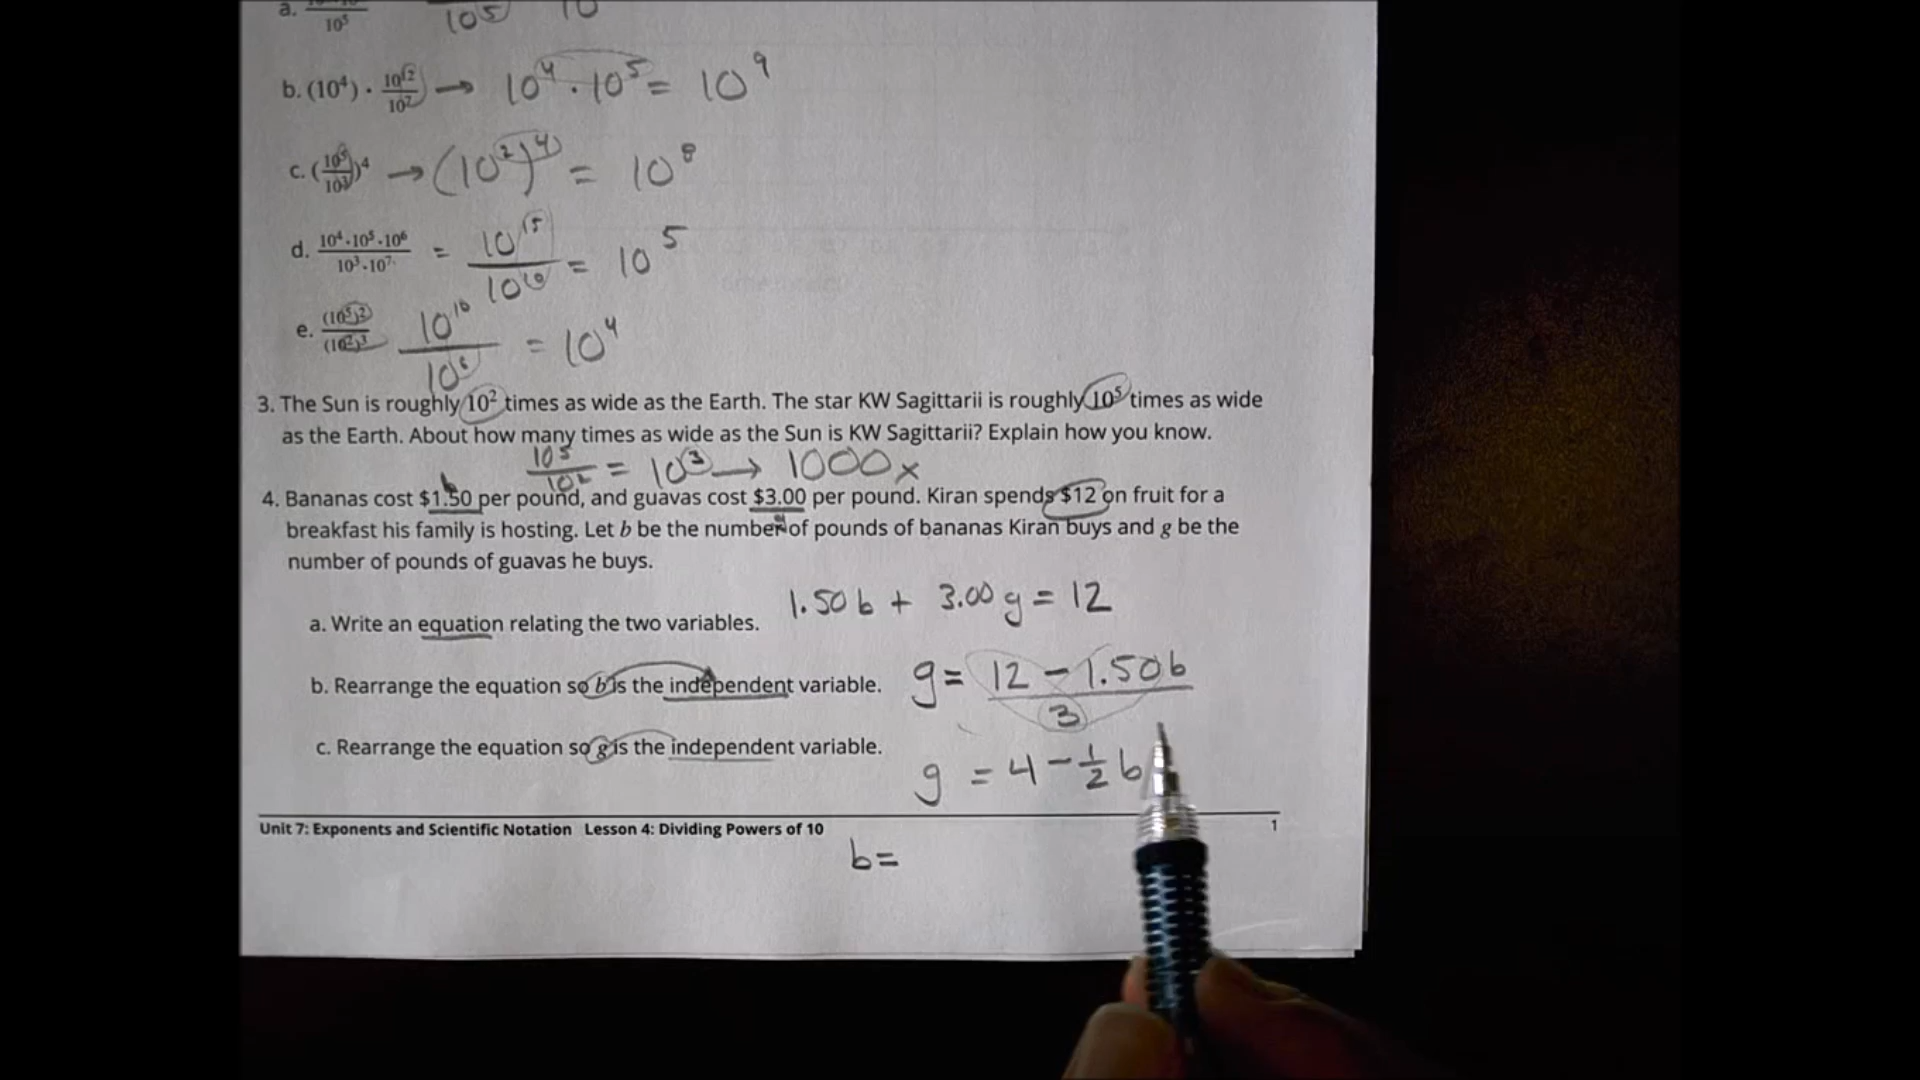 a. 10⁵ 10⁵ 10
b. (10⁴) · 10¹²/10⁷ → 10⁴ · 10⁵ = 10⁹
c. (10⁵/10³)⁴ → (10²)⁴ = 10⁸
d. 10⁴·10⁵·10⁶/10³·10⁷ = 10¹⁵/10¹⁰ = 10⁵
e. (10⁵)²/(10²)³ 10¹⁰/10⁶ = 10⁴
3. The Sun is roughly 10² times as wide as the Earth. The star KW Sagittarii is roughly 10⁵ times as wide
as the Earth. About how many times as wide as the Sun is KW Sagittarii? Explain how you know.
10⁵/10² = 10³ → 1000x
b
4. Bananas cost $1.50 per pound, and guavas cost $3.00 per pound. Kiran spends $12 on fruit for a
breakfast his family is hosting. Let b be the number of pounds of bananas Kiran buys and g be the
number of pounds of guavas he buys.
a. Write an equation relating the two variables. 1.50b + 3.00g = 12
b. Rearrange the equation so b is the independent variable. g = 12 - 1.50b/3
c. Rearrange the equation so g is the independent variable. g = 4 - 1/2 b
Unit 7: Exponents and Scientific Notation Lesson 4: Dividing Powers of 10 1
b =